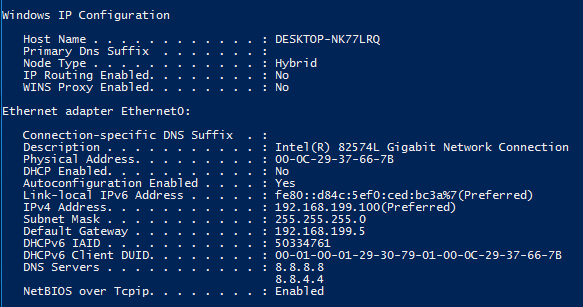 Windows IP Configuration
Host Name . . . . . . . . . . . . : DESKTOP-NK77LRQ
Primary Dns Suffix  . . . . . . . :
Node Type . . . . . . . . . . . . : Hybrid
IP Routing Enabled. . . . . . . . : No
WINS Proxy Enabled. . . . . . . . : No
Ethernet adapter Ethernet0:
Connection-specific DNS Suffix  . :
Description . . . . . . . . . . . : Intel(R) 82574L Gigabit Network Connection
Physical Address. . . . . . . . . : 00-0C-29-37-66-7B
DHCP Enabled. . . . . . . . . . . : No
Autoconfiguration Enabled . . . . : Yes
Link-local IPv6 Address . . . . . : fe80::d84c:5ef0:ced:bc3a%7(Preferred)
IPv4 Address. . . . . . . . . . . : 192.168.199.100(Preferred)
Subnet Mask . . . . . . . . . . . : 255.255.255.0
Default Gateway . . . . . . . . . : 192.168.199.5
DHCPv6 IAID . . . . . . . . . . . : 50334761
DHCPv6 Client DUID. . . . . . . . : 00-01-00-01-29-30-79-01-00-0C-29-37-66-7B
DNS Servers . . . . . . . . . . . : 8.8.8.8
8.8.4.4
NetBIOS over Tcpip. . . . . . . . : Enabled